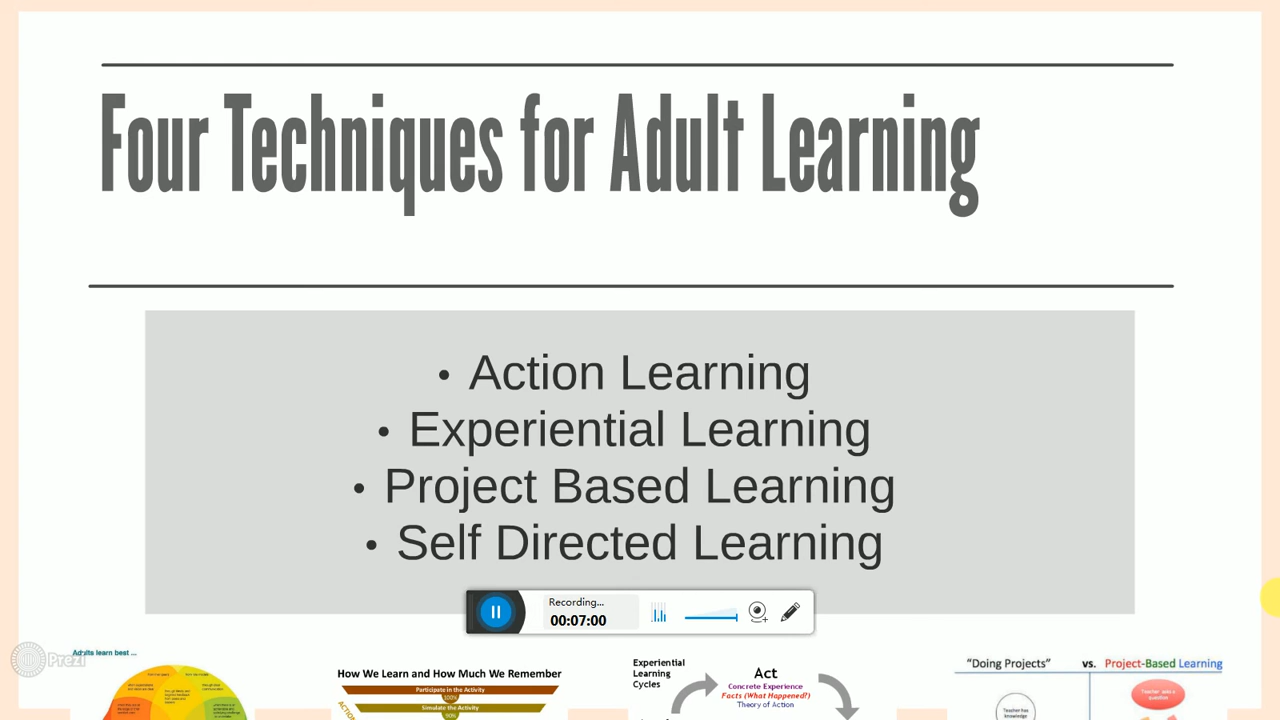 Four Techniques for Adult Learning
• Action Learning
• Experiential Learning
• Project Based Learning
• Self Directed Learning
Recording...
00:07:00
Prezi
Adults learn best ...
How We Learn and How Much We Remember
Participate in the Activity
100%
Simulate the Activity
90%
ACTION
Experiential
Learning
Cycles
Act
Concrete Experience
Facts (What Happened?)
Theory of Action
"Doing Projects" vs. Project-Based Learning
Teacher has
knowledge
Teacher asks a
question